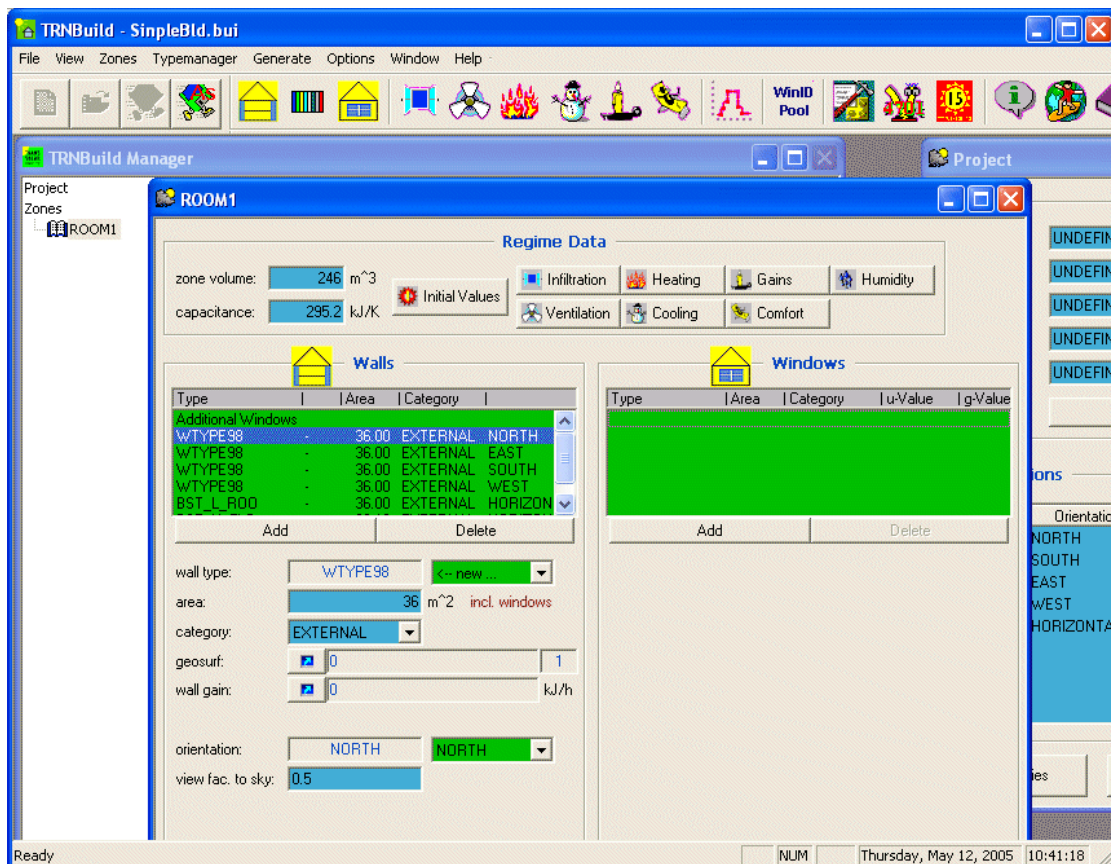 TRNBuild - SinpleBld.bui
File View Zones Typemanager Generate Options Window Help
WinID Pool
15
TRNBuild Manager
Project
Project
Zones
ROOM1
ROOM1
Regime Data
zone volume: 246 m^3
capacitance: 295.2 kJ/K
Initial Values
Infiltration Heating Gains Humidity
Ventilation Cooling Comfort
UNDEFIN
UNDEFIN
UNDEFIN
UNDEFIN
UNDEFIN
Walls
Type | | Area | Category |
Additional Windows
WTYPE98 - 36.00 EXTERNAL NORTH
WTYPE98 - 36.00 EXTERNAL EAST
WTYPE98 - 36.00 EXTERNAL SOUTH
WTYPE98 - 36.00 EXTERNAL WEST
BST_L_ROO - 36.00 EXTERNAL HORIZON
Add Delete
wall type: WTYPE98 <-- new ...
area: 36 m^2 incl. windows
category: EXTERNAL
geosurf: 0 1
wall gain: 0 kJ/h
orientation: NORTH NORTH
view fac. to sky: 0.5
Windows
Type | Area | Category | u-Value | g-Value
Add Delete
ions
Orientatio
NORTH
SOUTH
EAST
WEST
HORIZONTA
ies
Ready NUM Thursday, May 12, 2005 10:41:18